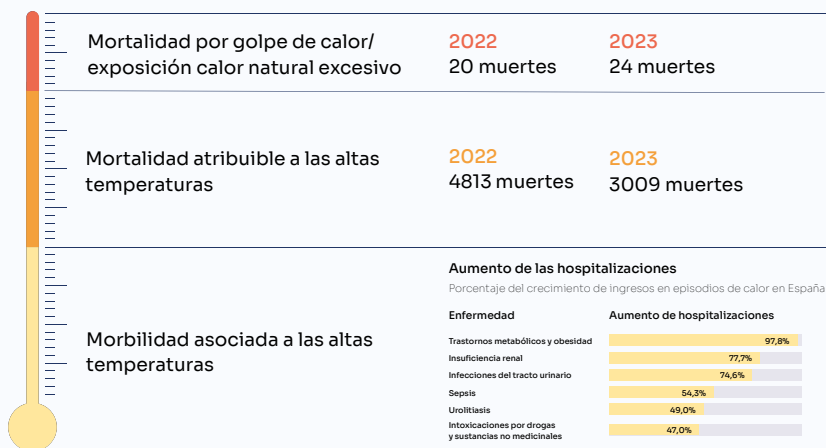 Mortalidad por golpe de calor/
exposición calor natural excesivo
2022
20 muertes
2023
24 muertes
Mortalidad atribuible a las altas
temperaturas
2022
4813 muertes
2023
3009 muertes
Morbilidad asociada a las altas
temperaturas
Aumento de las hospitalizaciones
Porcentaje del crecimiento de ingresos en episodios de calor en España
Enfermedad Aumento de hospitalizaciones
Trastornos metabólicos y obesidad 97,8%
Insuficiencia renal 77,7%
Infecciones del tracto urinario 74,6%
Sepsis 54,3%
Urolitiasis 49,0%
Intoxicaciones por drogas
y sustancias no medicinales 47,0%